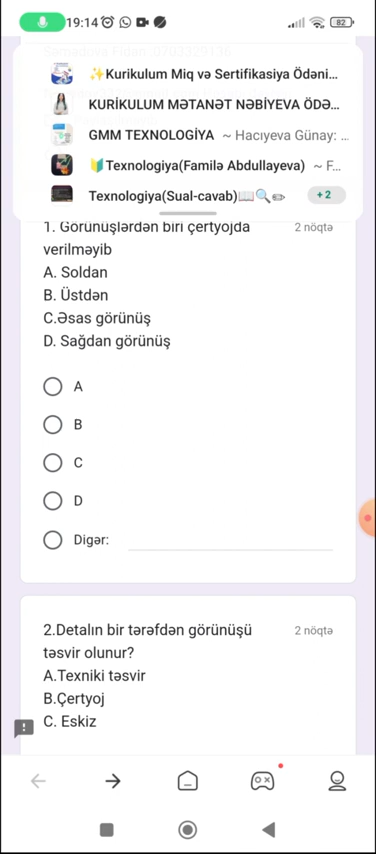 19:14
82
✨Kurikulum Miq və Sertifikasiya Ödəni...
KURİKULUM MƏTANƏT NƏBİYEVA ÖDƏ...
GMM TEXNOLOGİYA ~ Hacıyeva Günay: ...
🔰Texnologiya(Familə Abdullayeva) ~ F...
Texnologiya(Sual-cavab)📖🔍✏ +2
1. Görünüşlərdən biri çertyojda 2 nöqtə
verilməyib
A. Soldan
B. Üstdən
C.Əsas görünüş
D. Sağdan görünüş
A
B
C
D
Digər:
2.Detalın bir tərəfdən görünüşü 2 nöqtə
təsvir olunur?
A.Texniki təsvir
B.Çertyoj
C. Eskiz